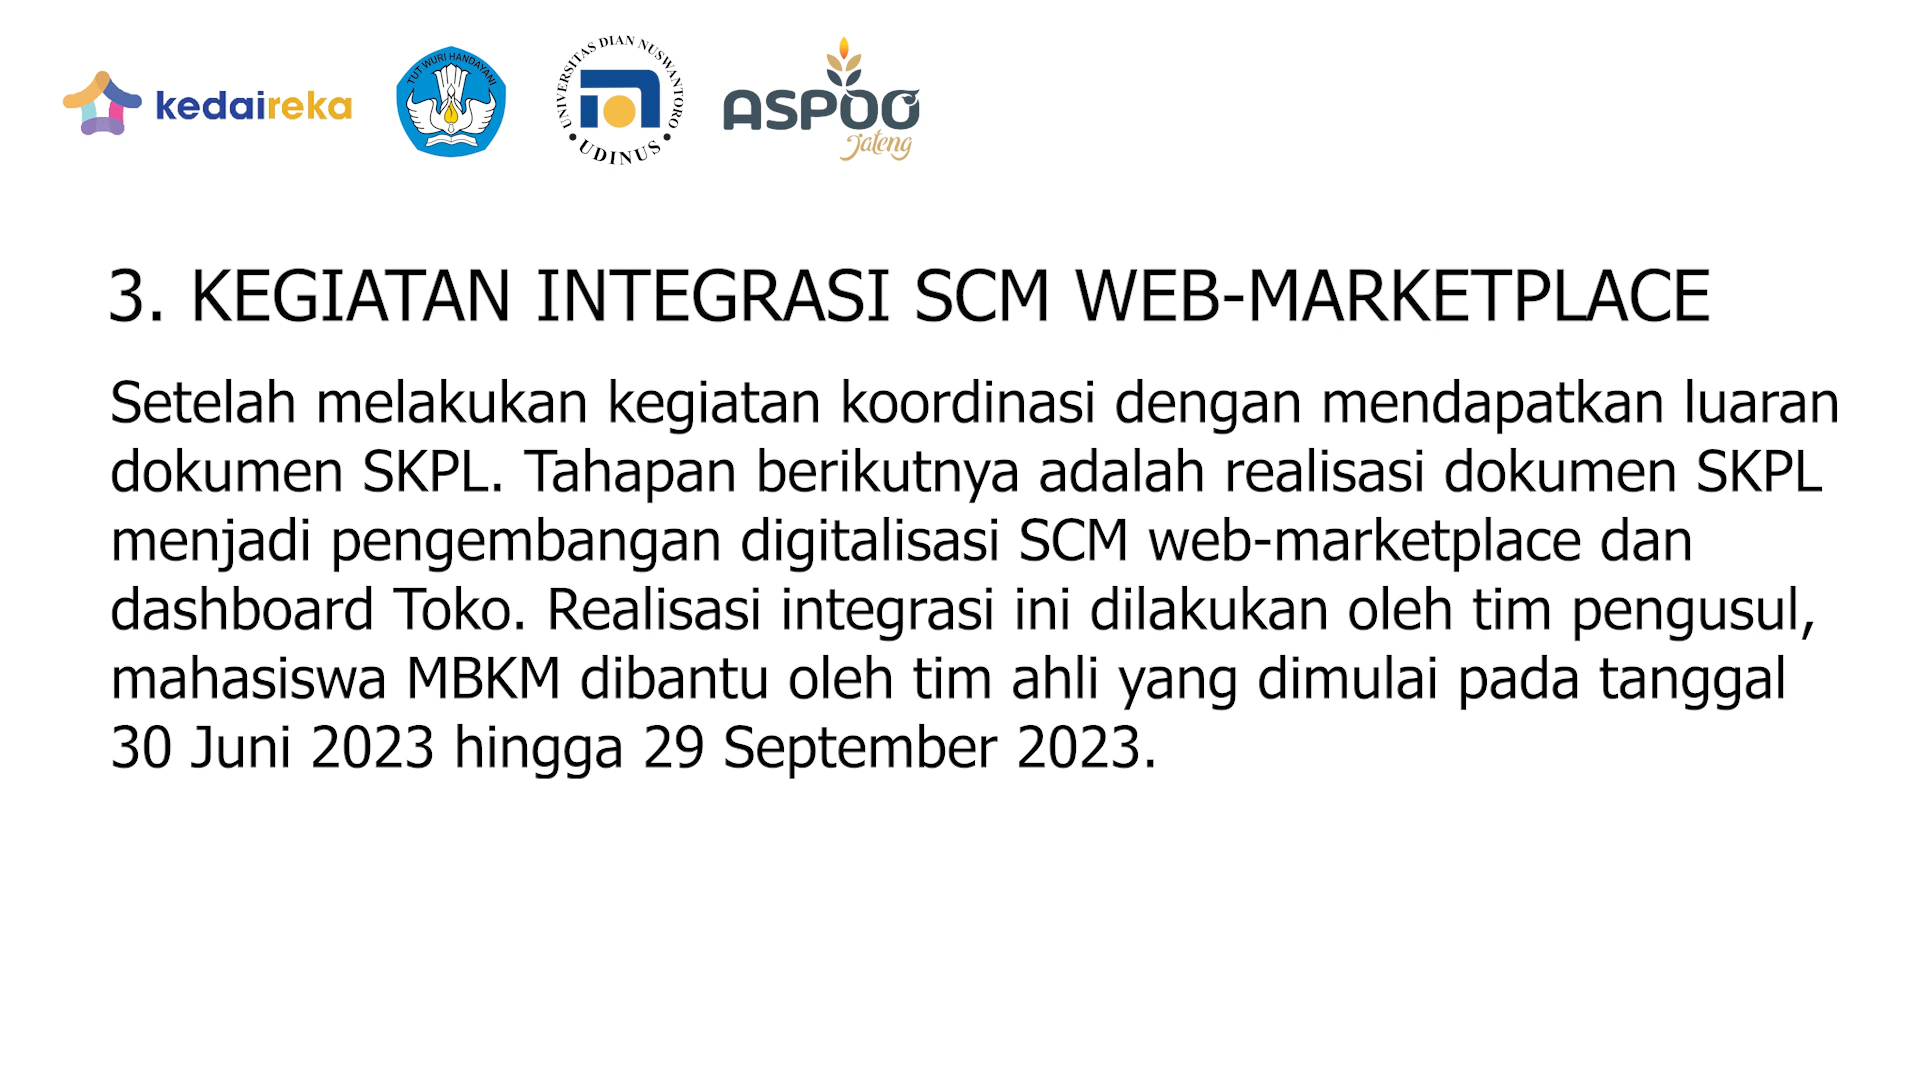 kedaireka
TUT WURI HANDAYANI
UNIVERSITAS DIAN NUSWANTORO
• UDINUS •
ASPOO
Jateng
3. KEGIATAN INTEGRASI SCM WEB-MARKETPLACE
Setelah melakukan kegiatan koordinasi dengan mendapatkan luaran
dokumen SKPL. Tahapan berikutnya adalah realisasi dokumen SKPL
menjadi pengembangan digitalisasi SCM web-marketplace dan
dashboard Toko. Realisasi integrasi ini dilakukan oleh tim pengusul,
mahasiswa MBKM dibantu oleh tim ahli yang dimulai pada tanggal
30 Juni 2023 hingga 29 September 2023.